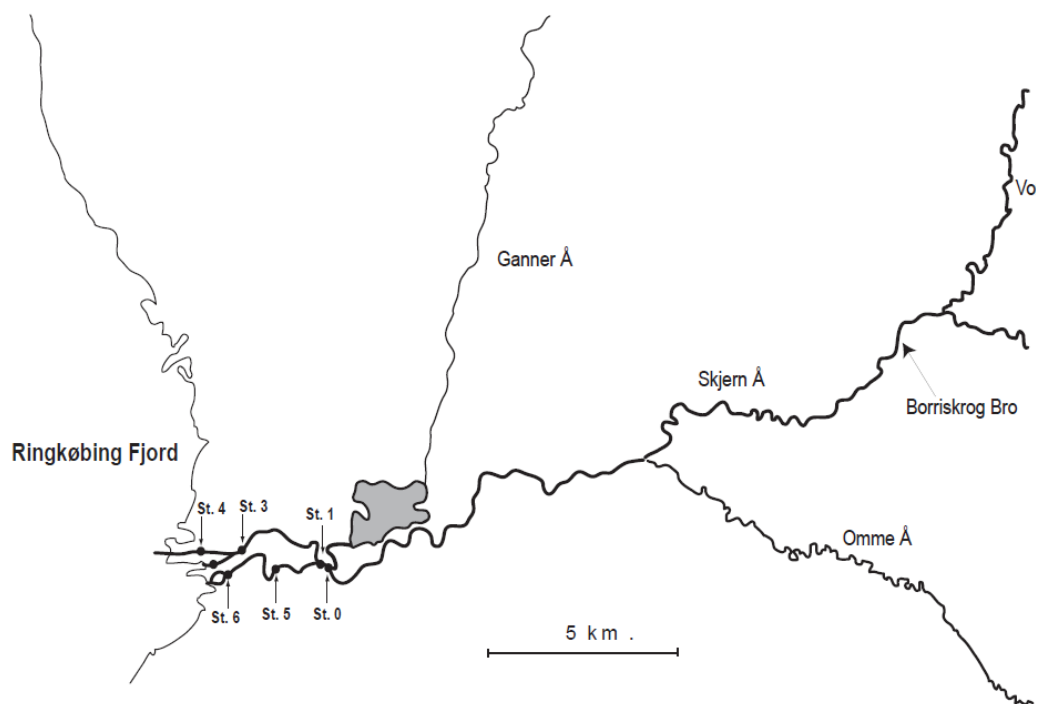 Vo
Ganner Å
Skjern Å
Borriskrog Bro
Ringkøbing Fjord
St. 4
St. 3
St. 1
Omme Å
St. 6
St. 5
St. 0
5 km .